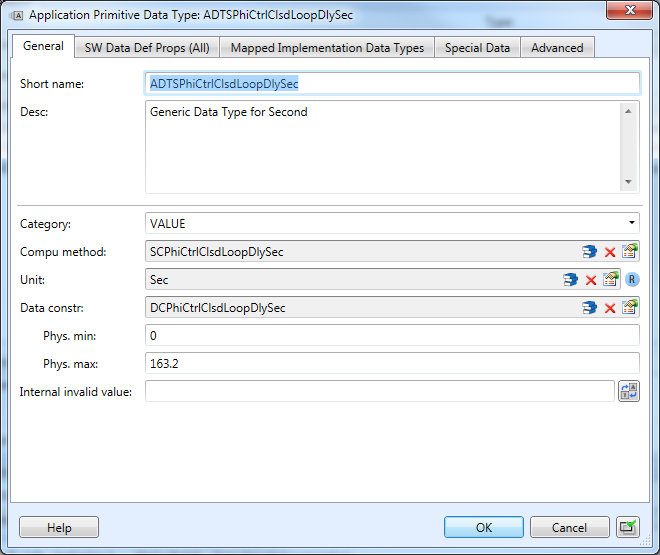 Application Primitive Data Type: ADTSPhiCtrlClsdLoopDlySec
General
SW Data Def Props (All)
Mapped Implementation Data Types
Special Data
Advanced
Short name:
ADTSPhiCtrlClsdLoopDlySec
Desc:
Generic Data Type for Second
Category:
VALUE
Compu method:
SCPhiCtrlClsdLoopDlySec
Unit:
Sec
R
Data constr:
DCPhiCtrlClsdLoopDlySec
Phys. min:
0
Phys. max:
163.2
Internal invalid value:
Help
OK
Cancel